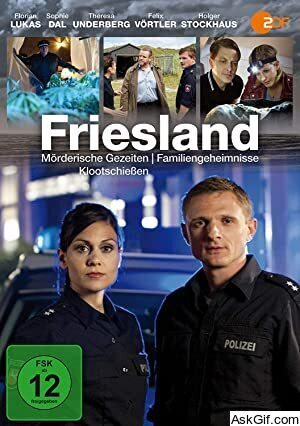 Florian Sophie Theresa Felix Holger
LUKAS DAL UNDERBERG VÖRTLER STOCKHAUS
ZDF
Friesland
Mörderische Gezeiten | Familiengeheimnisse
Klootschießen
POLIZEI
FSK
ab
12
freigegeben
AskGif.com